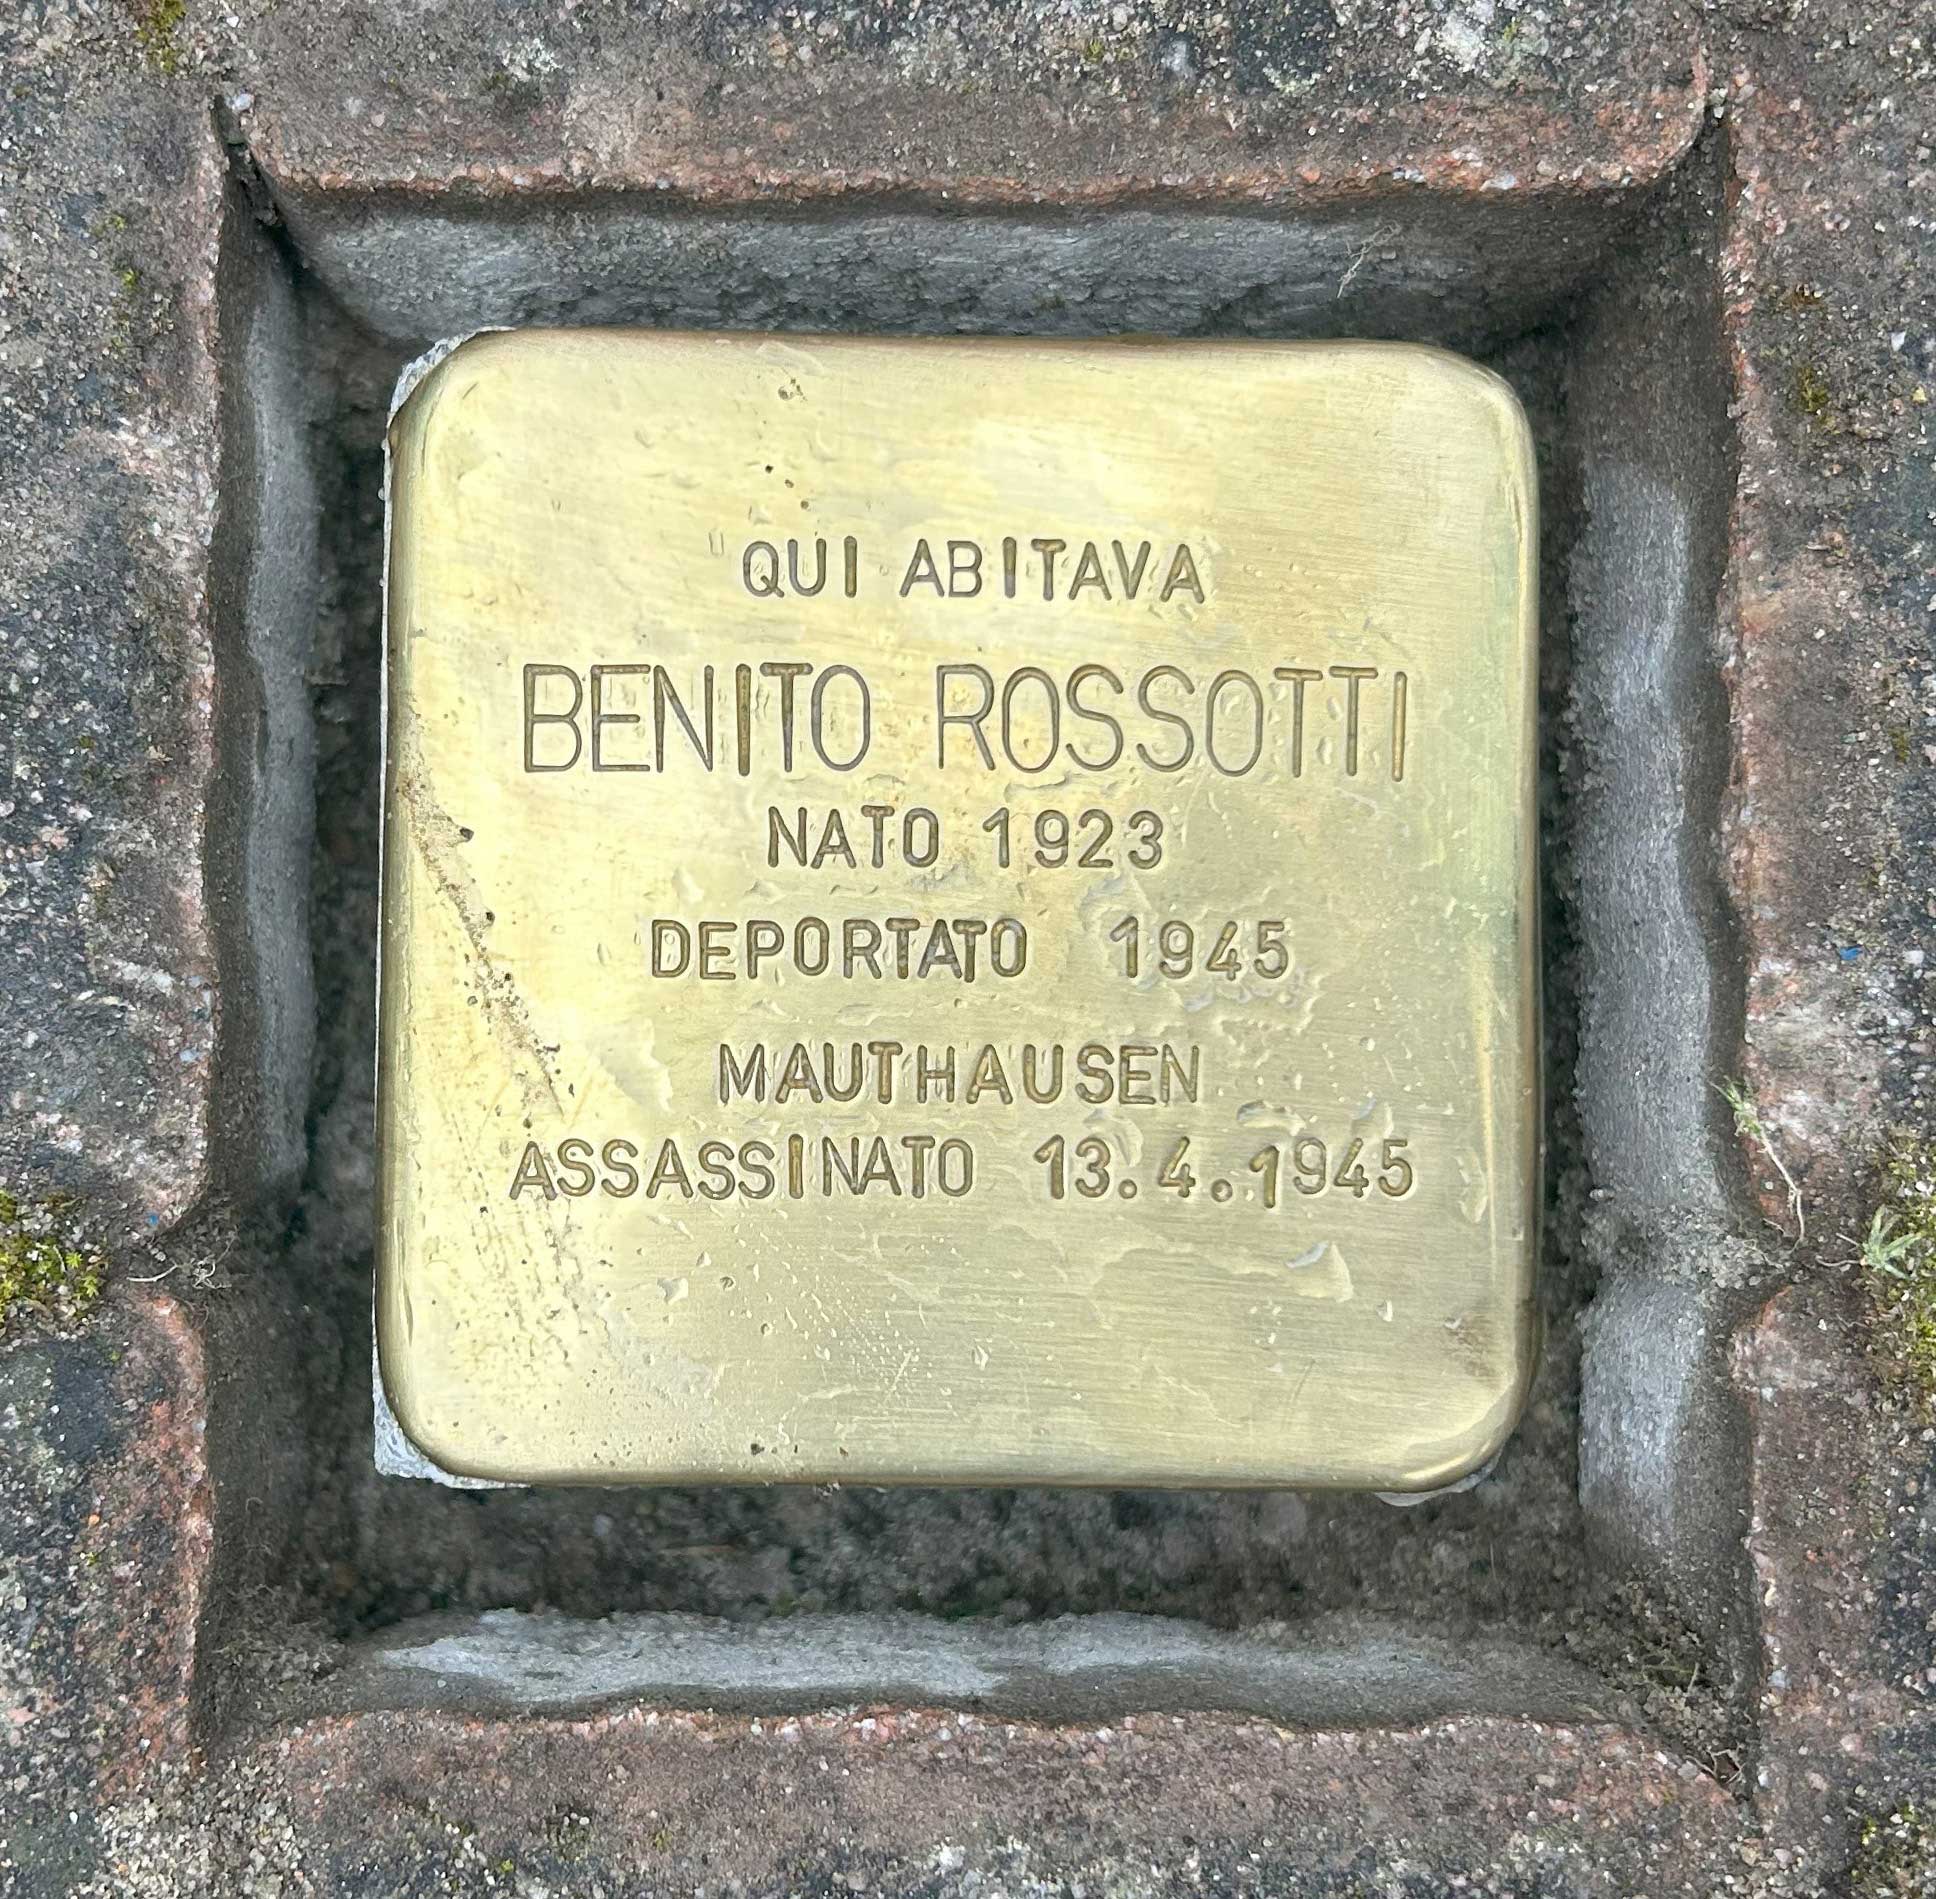 QUI ABITAVA
BENITO ROSSOTTI
NATO 1923
DEPORTATO 1945
MAUTHAUSEN
ASSASSINATO 13.4.1945